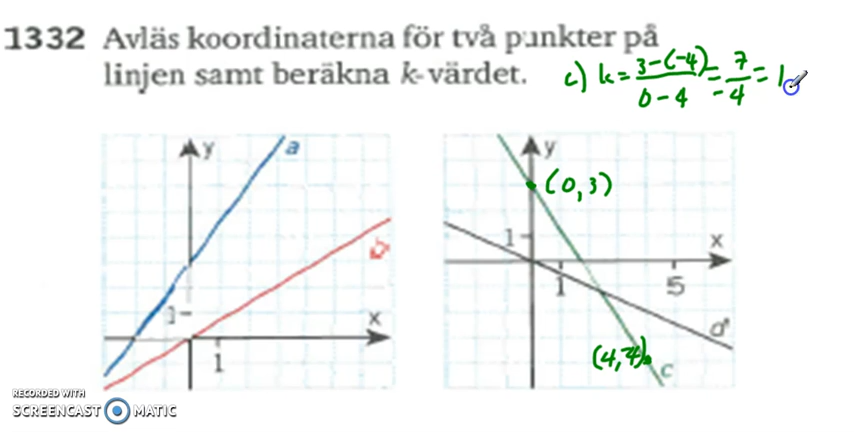 1332 Avläs koordinaterna för två punkter på
linjen samt beräkna k-värdet.
c) k = 3-(-4) / 0-4 = 7 / -4 = 1
y
a
b
1
x
1
y
(0,3)
1
x
1
5
d
(4,-4)
c
RECORDED WITH
SCREENCAST MATIC